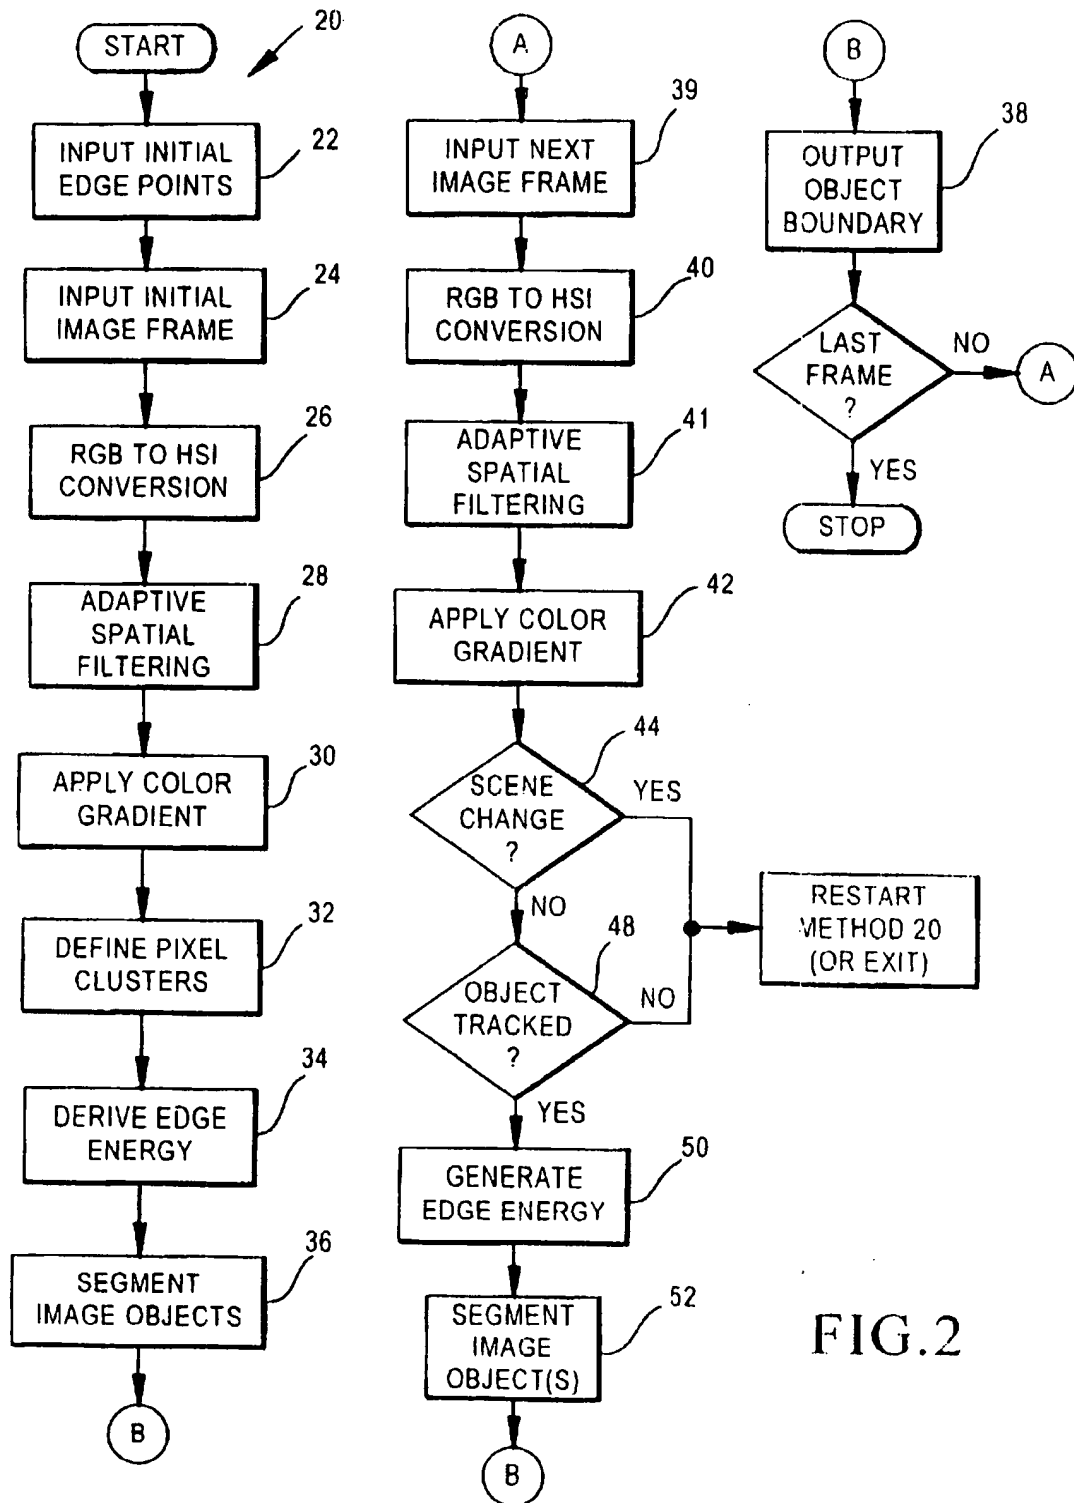 START
20
INPUT INITIAL
EDGE POINTS
22
INPUT INITIAL
IMAGE FRAME
24
RGB TO HSI
CONVERSION
26
ADAPTIVE
SPATIAL
FILTERING
28
APPLY COLOR
GRADIENT
30
DEFINE PIXEL
CLUSTERS
32
DERIVE EDGE
ENERGY
34
SEGMENT
IMAGE OBJECTS
36
B
A
INPUT NEXT
IMAGE FRAME
39
RGB TO HSI
CONVERSION
40
ADAPTIVE
SPATIAL
FILTERING
41
APPLY COLOR
GRADIENT
42
SCENE
CHANGE
?
44
YES
NO
OBJECT
TRACKED
?
48
NO
YES
RESTART
METHOD 20
(OR EXIT)
GENERATE
EDGE ENERGY
50
SEGMENT
IMAGE
OBJECT(S)
52
B
B
OUTPUT
OBJECT
BOUNDARY
38
LAST
FRAME
?
NO
A
YES
STOP
FIG.2